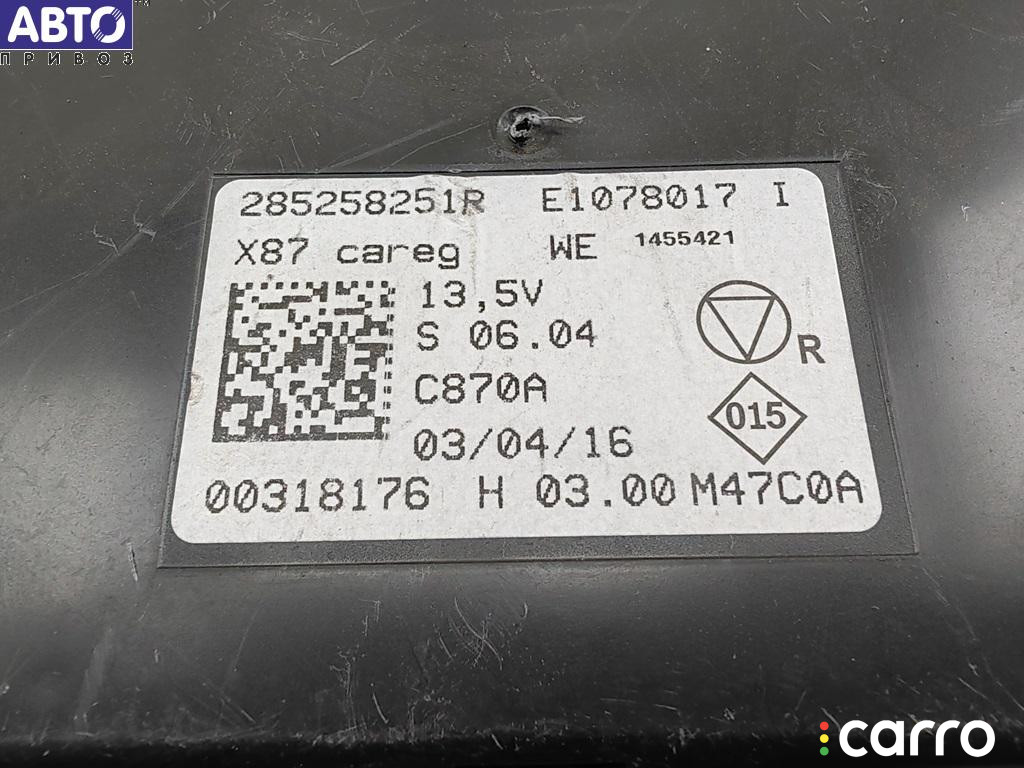 АВТО™
ПРИВОЗ
285258251R E1078017 I
X87 careg WE 1455421
13,5V
S 06.04
R
C870A
015
03/04/16
00318176 H 03.00 M47C0A
carro